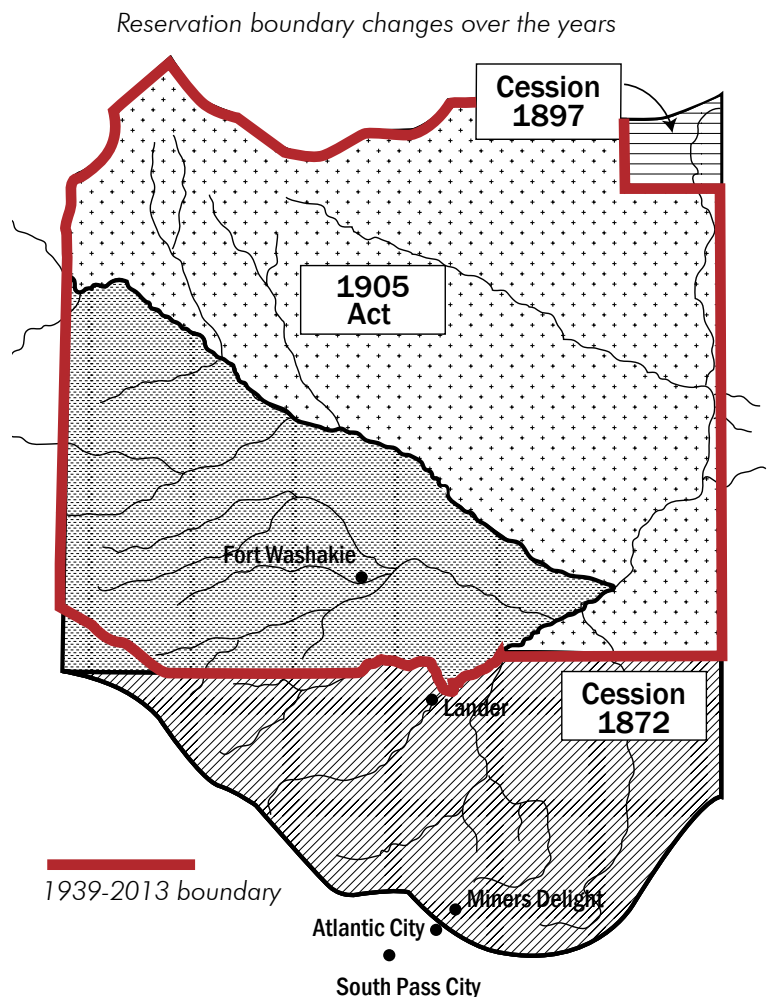 Reservation boundary changes over the years
Cession
1897
1905
Act
Fort Washakie
Lander
Cession
1872
1939-2013 boundary
Miners Delight
Atlantic City
South Pass City